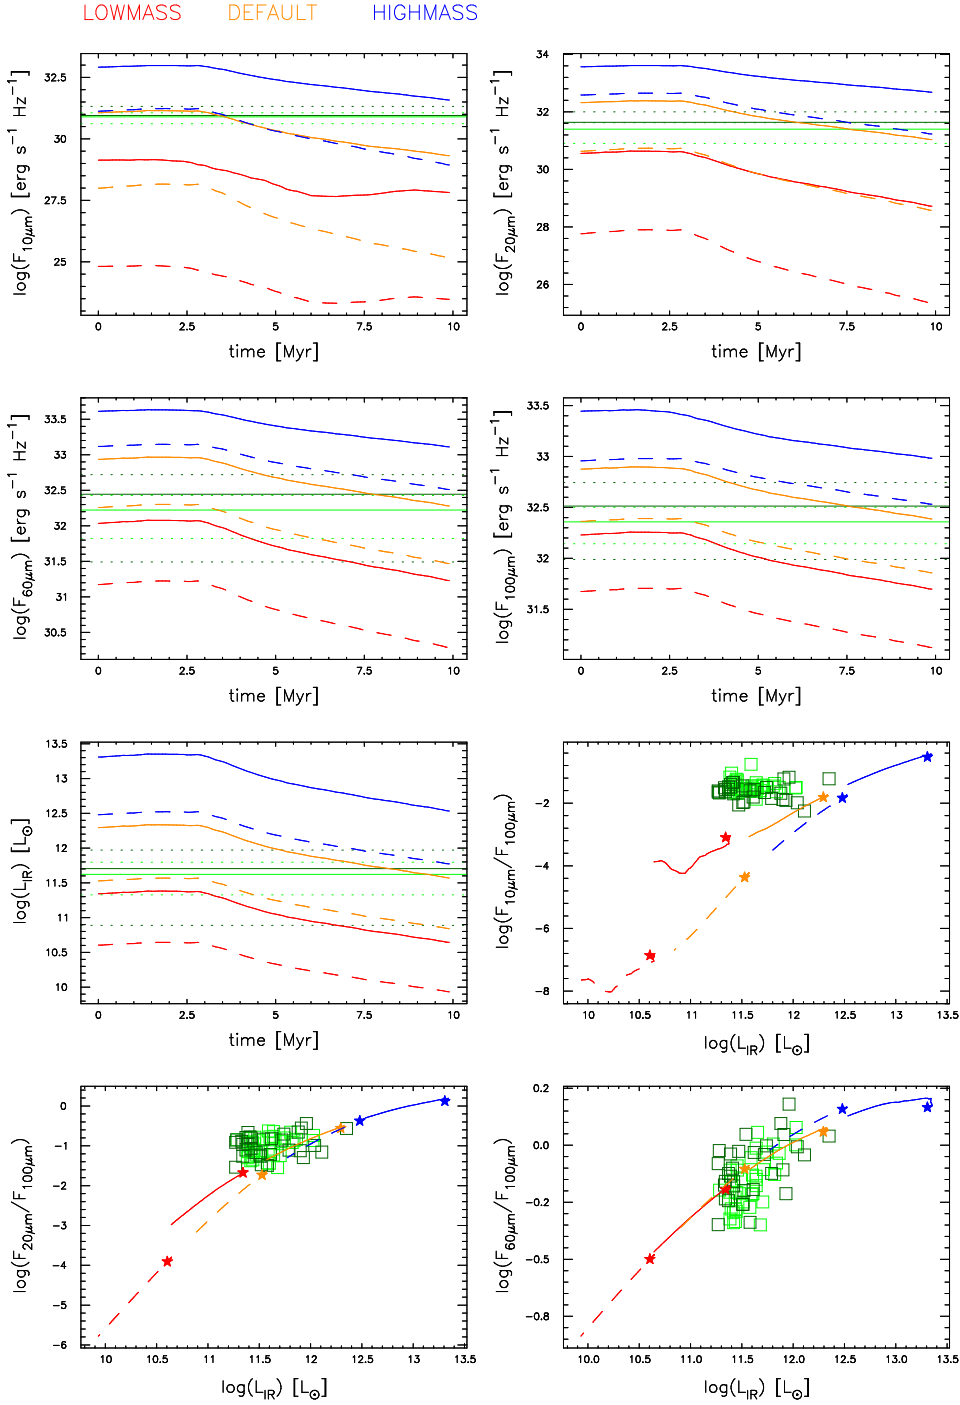 LOWMASS DEFAULT HIGHMASS
log(F10μm) [erg s−1 Hz−1]
32.5
30
27.5
25
0 2.5 5 7.5 10
time [Myr]
log(F20μm) [erg s−1 Hz−1]
34
32
30
28
26
0 2.5 5 7.5 10
time [Myr]
log(F60μm) [erg s−1 Hz−1]
33.5
33
32.5
32
31.5
31
30.5
0 2.5 5 7.5 10
time [Myr]
log(F100μm) [erg s−1 Hz−1]
33.5
33
32.5
32
31.5
0 2.5 5 7.5 10
time [Myr]
log(LIR) [L⊙]
13.5
13
12.5
12
11.5
11
10.5
10
0 2.5 5 7.5 10
time [Myr]
log(F10μm/F100μm)
−2
−4
−6
−8
10 10.5 11 11.5 12 12.5 13 13.5
log(LIR) [L⊙]
log(F20μm/F100μm)
0
−1
−2
−3
−4
−5
−6
10 10.5 11 11.5 12 12.5 13 13.5
log(LIR) [L⊙]
log(F60μm/F100μm)
0.2
0.0
−0.2
−0.5
−0.8
10.0 10.5 11.0 11.5 12.0 12.5 13.0 13.5
log(LIR) [L⊙]